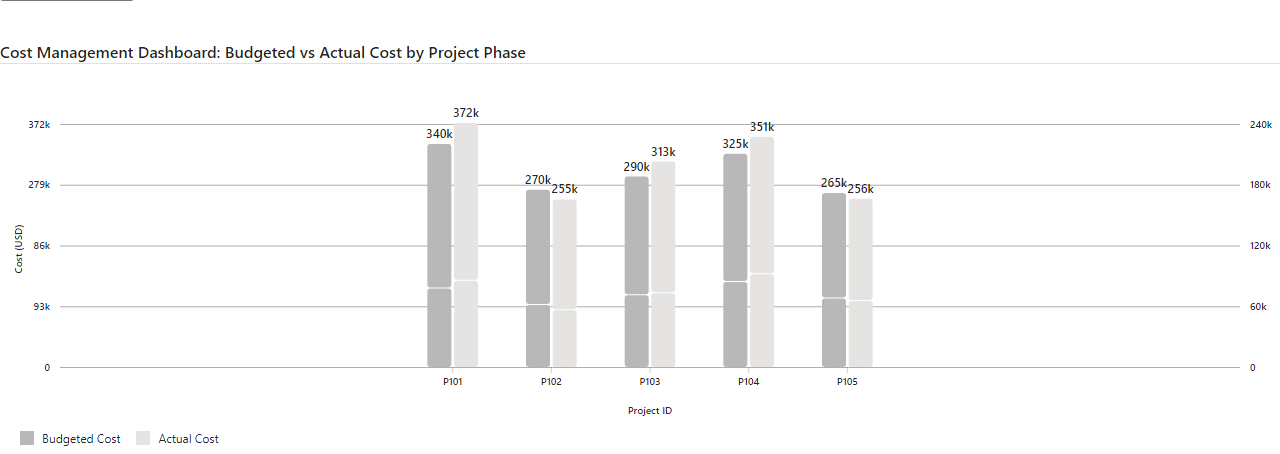 Cost Management Dashboard: Budgeted vs Actual Cost by Project Phase
372k
372k 340k 351k 240k
325k
313k
290k
279k 270k 255k 265k 256k 180k
86k 120k
Cost (USD)
93k 60k
0 0
P101 P102 P103 P104 P105
Project ID
Budgeted Cost Actual Cost